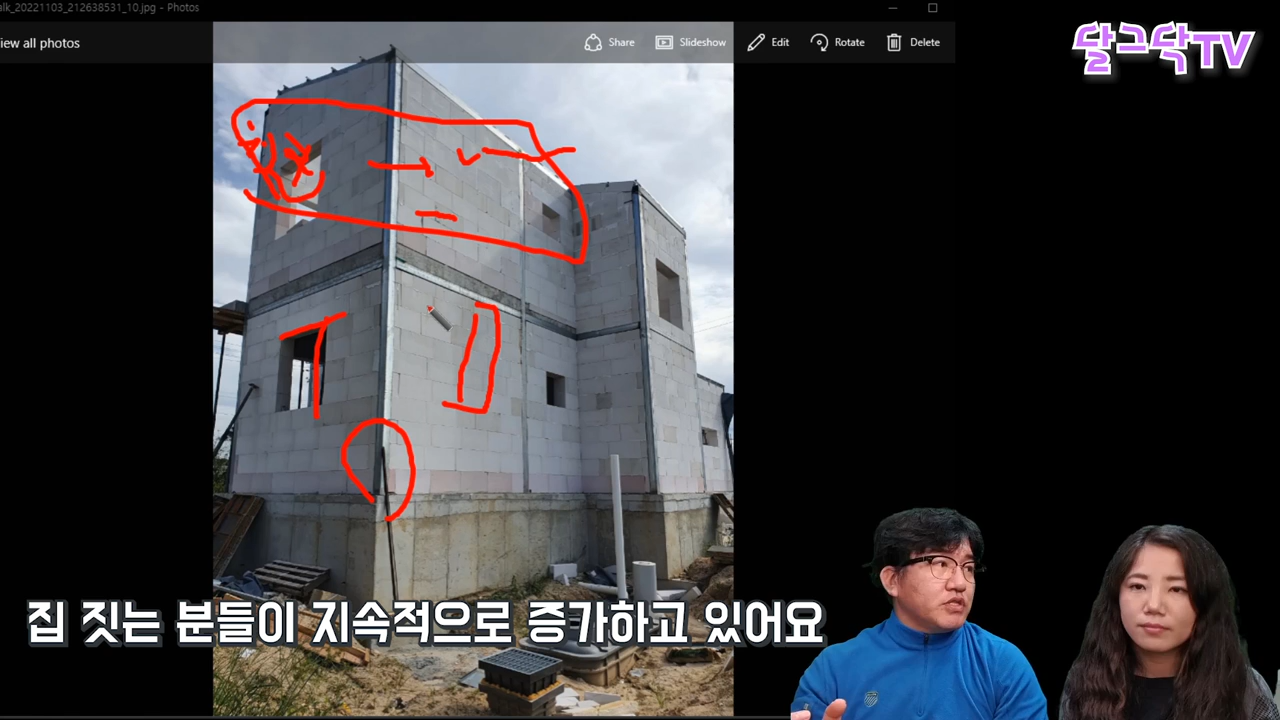 alk_20221103_212638531_10.jpg - Photos
iew all photos
Share
Slideshow
Edit
Rotate
Delete
달그닥TV
집 짓는 분들이 지속적으로 증가하고 있어요